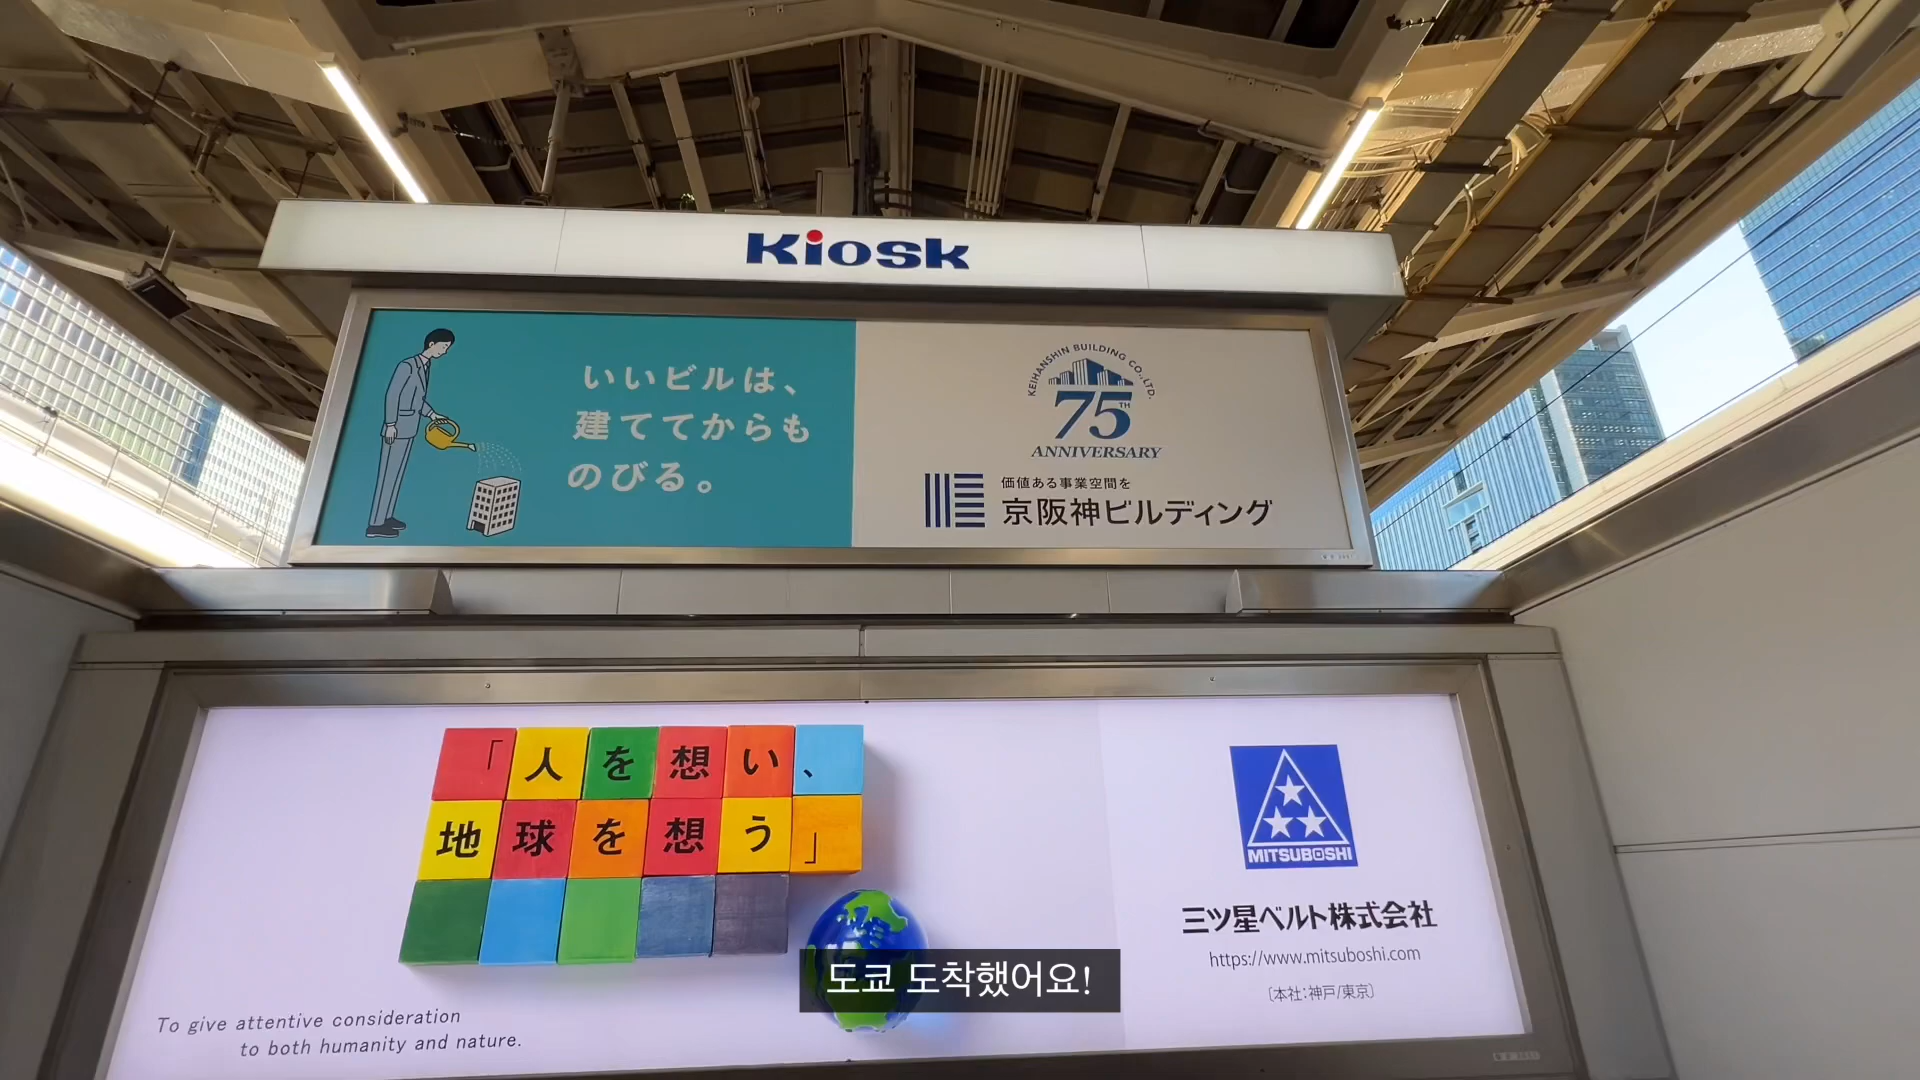 Kiosk
いいビルは、
建ててからも
のびる。
KEIHANSHIN BUILDING CO.,LTD.
75TH
ANNIVERSARY
価値ある事業空間を
京阪神ビルディング
「人を想い、
地球を想う」
To give attentive consideration
to both humanity and nature.
MITSUBOSHI
三ツ星ベルト株式会社
https://www.mitsuboshi.com
〔本社:神戸/東京〕
도쿄 도착했어요!